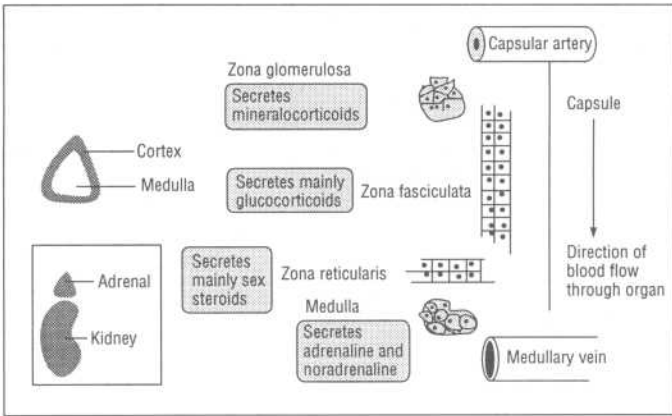 Capsular artery
Zona glomerulosa
Secretes
mineralocorticoids
Capsule
Cortex
Medulla
Secretes mainly
glucocorticoids
Zona fasciculata
Direction of
blood flow
through organ
Secretes
mainly sex
steroids
Zona reticularis
Adrenal
Kidney
Medulla
Secretes
adrenaline and
noradrenaline
Medullary vein